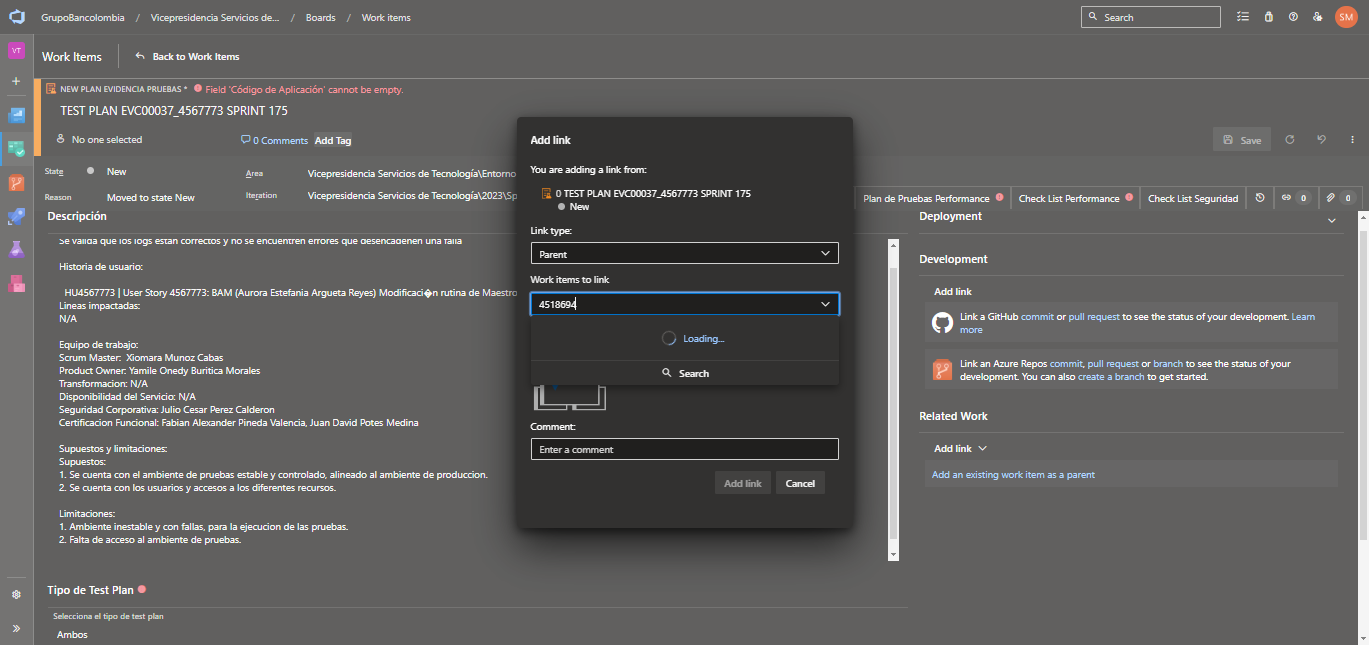 GrupoBancolombia / Vicepresidencia Servicios de... / Boards / Work items
Search
SM
VT
Work Items
Back to Work Items
NEW PLAN EVIDENCIA PRUEBAS * Field 'Código de Aplicación' cannot be empty.
TEST PLAN EVC00037_4567773 SPRINT 175
No one selected
0 Comments
Add Tag
Save
State
New
Area
Vicepresidencia Servicios de Tecnología\Entorno
Reason
Moved to state New
Iteration
Vicepresidencia Servicios de Tecnología\2023\Sp
Plan de Pruebas Performance
Check List Performance
Check List Seguridad
0
0
Descripción
Se valida que los logs estan correctos y no se encuentren errores que desencadenen una falla
Historia de usuario:
HU4567773 | User Story 4567773: BAM (Aurora Estefania Argueta Reyes) Modificaci�n rutina de Maestro
Lineas impactadas:
N/A
Equipo de trabajo:
Scrum Master: Xiomara Munoz Cabas
Product Owner: Yamile Onedy Buritica Morales
Transformacion: N/A
Disponibilidad del Servicio: N/A
Seguridad Corporativa: Julio Cesar Perez Calderon
Certificacion Funcional: Fabian Alexander Pineda Valencia, Juan David Potes Medina
Supuestos y limitaciones:
Supuestos:
1. Se cuenta con el ambiente de pruebas estable y controlado, alineado al ambiente de produccion.
2. Se cuenta con los usuarios y accesos a los diferentes recursos.
Limitaciones:
1. Ambiente inestable y con fallas, para la ejecucion de las pruebas.
2. Falta de acceso al ambiente de pruebas.
Tipo de Test Plan
Selecciona el tipo de test plan
Ambos
Add link
You are adding a link from:
0 TEST PLAN EVC00037_4567773 SPRINT 175
New
Link type:
Parent
Work items to link
4518694
Loading...
Search
Comment:
Enter a comment
Add link
Cancel
Deployment
Development
Add link
Link a GitHub commit or pull request to see the status of your development. Learn
more
Link an Azure Repos commit, pull request or branch to see the status of your
development. You can also create a branch to get started.
Related Work
Add link
Add an existing work item as a parent